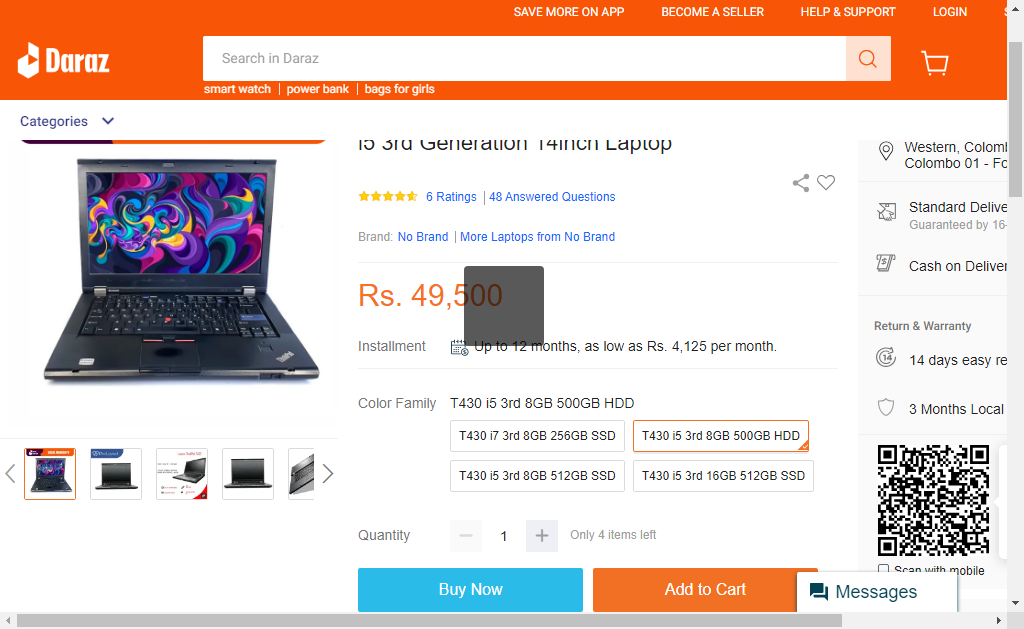 SAVE MORE ON APP BECOME A SELLER HELP & SUPPORT LOGIN
Daraz
Search in Daraz
smart watch power bank bags for girls
Categories
i5 3rd Generation 14inch Laptop
6 Ratings 48 Answered Questions
Brand: No Brand More Laptops from No Brand
Rs. 49,500
Installment Up to 12 months, as low as Rs. 4,125 per month.
Color Family T430 i5 3rd 8GB 500GB HDD
T430 i7 3rd 8GB 256GB SSD T430 i5 3rd 8GB 500GB HDD
T430 i5 3rd 8GB 512GB SSD T430 i5 3rd 16GB 512GB SSD
Quantity 1 Only 4 items left
Buy Now Add to Cart
Western, Colom
Colombo 01 - Fo
Standard Delive
Guaranteed by 16-
Cash on Deliver
Return & Warranty
14 14 days easy re
3 Months Local
Scan with mobile
Messages